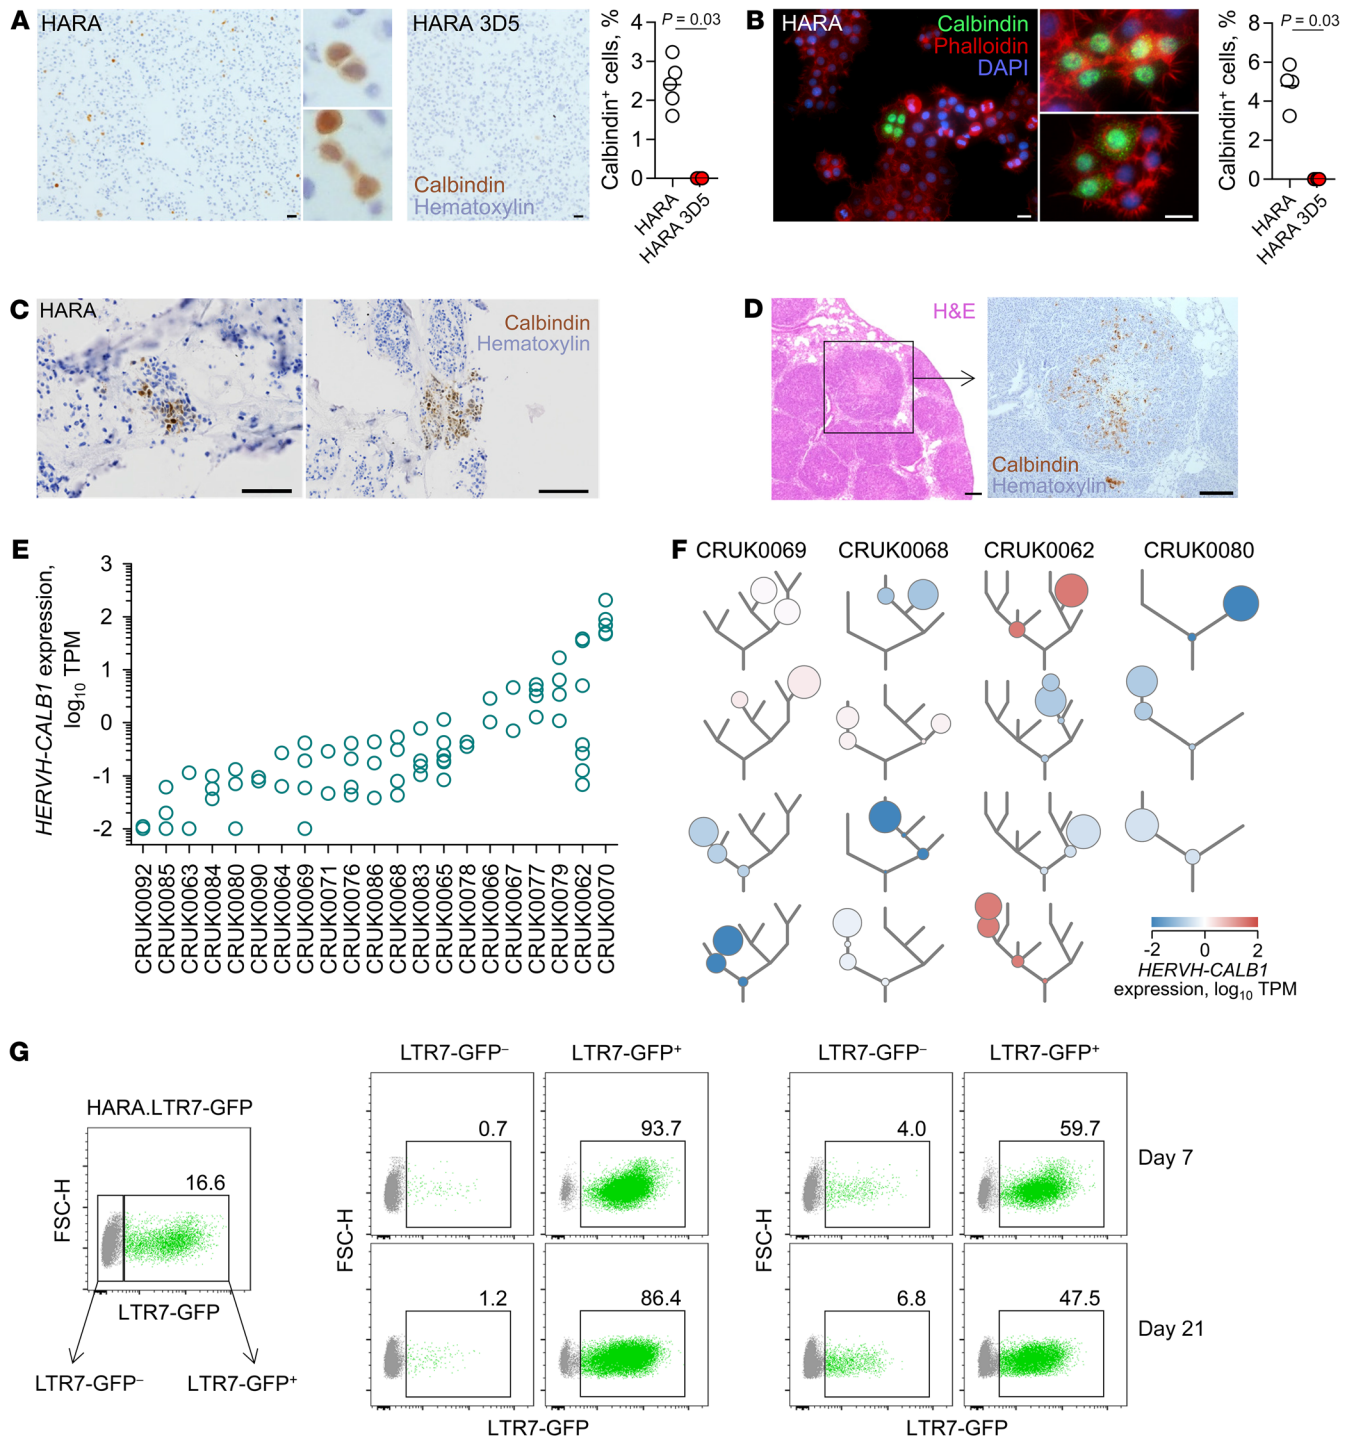 A
HARA
HARA 3D5
Calbindin
Hematoxylin
Calbindin⁺ cells, %
4
3
2
1
0
P = 0.03
HARA
HARA 3D5
B
HARA
Calbindin
Phalloidin
DAPI
Calbindin⁺ cells, %
8
6
4
2
0
P = 0.03
HARA
HARA 3D5
C
HARA
Calbindin
Hematoxylin
D
H&E
Calbindin
Hematoxylin
E
HERVH-CALB1 expression,
log₁₀ TPM
3
2
1
0
-1
-2
CRUK0092
CRUK0085
CRUK0063
CRUK0084
CRUK0080
CRUK0090
CRUK0064
CRUK0069
CRUK0071
CRUK0076
CRUK0086
CRUK0068
CRUK0083
CRUK0065
CRUK0078
CRUK0066
CRUK0067
CRUK0077
CRUK0079
CRUK0062
CRUK0070
F
CRUK0069 CRUK0068 CRUK0062 CRUK0080
-2 0 2
HERVH-CALB1
expression, log₁₀ TPM
G
HARA.LTR7-GFP
16.6
FSC-H
LTR7-GFP
LTR7-GFP⁻ LTR7-GFP⁺
LTR7-GFP⁻ LTR7-GFP⁺
0.7 93.7
1.2 86.4
FSC-H
LTR7-GFP
LTR7-GFP⁻ LTR7-GFP⁺
4.0 59.7
Day 7
6.8 47.5
Day 21
FSC-H
LTR7-GFP